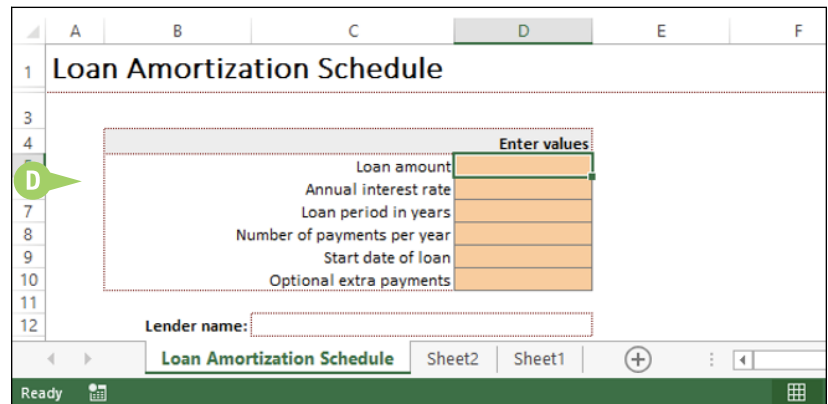 A B C D E F
1 Loan Amortization Schedule
3
4 Enter values
Loan amount
D Annual interest rate
7 Loan period in years
8 Number of payments per year
9 Start date of loan
10 Optional extra payments
11
12 Lender name:
Loan Amortization Schedule Sheet2 Sheet1
Ready